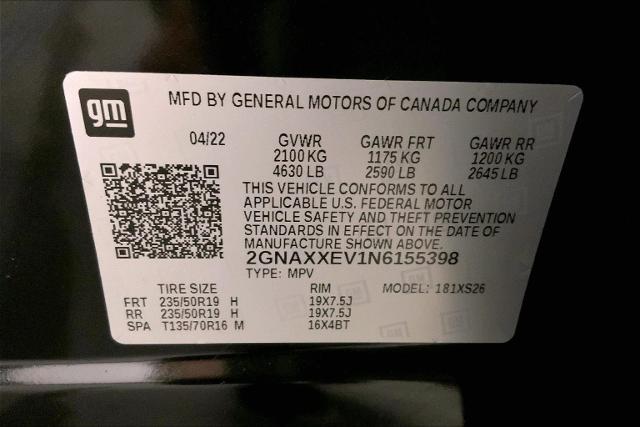 gm
MFD BY GENERAL MOTORS OF CANADA COMPANY
04/22 GVWR GAWR FRT GAWR RR
2100 KG 1175 KG 1200 KG
4630 LB 2590 LB 2645 LB
THIS VEHICLE CONFORMS TO ALL
APPLICABLE U.S. FEDERAL MOTOR
VEHICLE SAFETY AND THEFT PREVENTION
STANDARDS IN EFFECT ON THE DATE OF
MANUFACTURE SHOWN ABOVE.
2GNAXXEV1N6155398
TYPE: MPV
TIRE SIZE RIM MODEL: 181XS26
FRT 235/50R19 H 19X7.5J
RR 235/50R19 H 19X7.5J
SPA T135/70R16 M 16X4BT